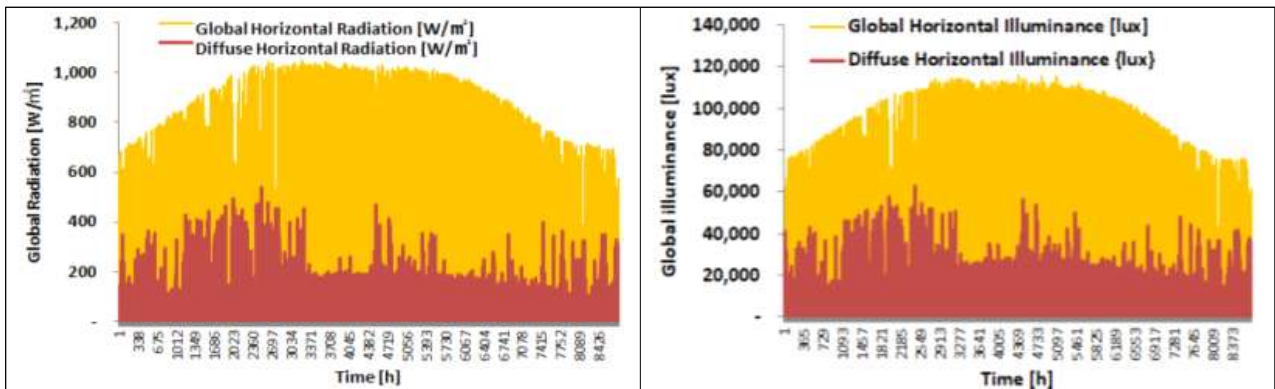 Global Horizontal Radiation [W/㎡]
Diffuse Horizontal Radiation [W/㎡]
1,200
1,000
800
600
400
200
-
Global Radiation [W/㎡]
1 338 675 1012 1349 1686 2023 2360 2697 3034 3371 3708 4045 4382 4719 5056 5393 5730 6067 6404 6741 7078 7415 7752 8089 8426
Time [h]
Global Horizontal Illuminance [lux]
Diffuse Horizontal Illuminance {lux}
140,000
120,000
100,000
80,000
60,000
40,000
20,000
-
Global illuminance [lux]
1 365 729 1093 1457 1821 2185 2549 2913 3277 3641 4005 4369 4733 5097 5461 5825 6189 6553 6917 7281 7645 8009 8373
Time [h]